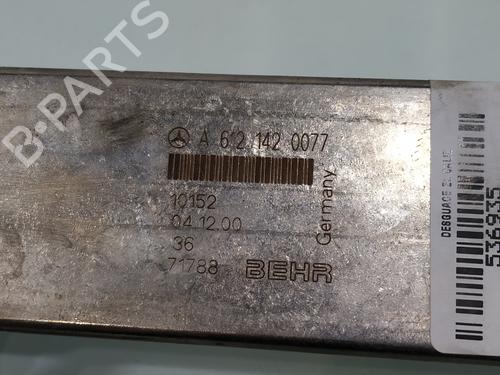 B-PARTS
A 612 142 0077
10152
04.12.00
36
71788 BEHR
Germany
536935